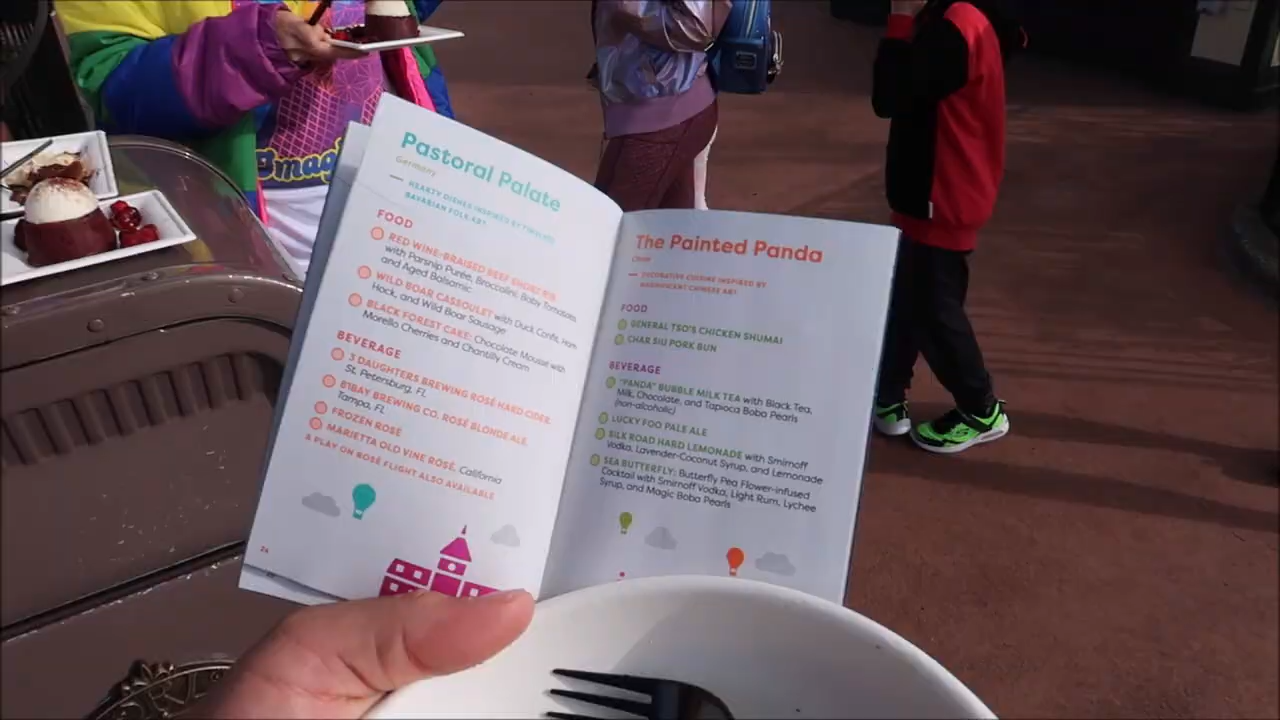 Pastoral Palate
Germany
— HEARTY DISHES INSPIRED BY TIMELESS
BAVARIAN FOLK ART
FOOD
RED WINE-BRAISED BEEF SHORT RIB
with Parsnip Purée, Broccolini, Baby Tomatoes,
and Aged Balsamic
WILD BOAR CASSOULET with Duck Confit, Ham
Hock, and Wild Boar Sausage
BLACK FOREST CAKE: Chocolate Mousse with
Morello Cherries and Chantilly Cream
BEVERAGE
3 DAUGHTERS BREWING ROSÉ HARD CIDER,
St. Petersburg, FL
81BAY BREWING CO. ROSÉ BLONDE ALE,
Tampa, FL
FROZEN ROSÉ
MARIETTA OLD VINE ROSÉ, California
A PLAY ON ROSÉ FLIGHT ALSO AVAILABLE
26
The Painted Panda
China
— DECORATIVE CUISINE INSPIRED BY
MAGNIFICENT CHINESE ART
FOOD
GENERAL TSO'S CHICKEN SHUMAI
CHAR SIU PORK BUN
BEVERAGE
"PANDA" BUBBLE MILK TEA with Black Tea,
Milk, Chocolate, and Tapioca Boba Pearls
(non-alcoholic)
LUCKY FOO PALE ALE
SILK ROAD HARD LEMONADE with Smirnoff
Vodka, Lavender-Coconut Syrup, and Lemonade
SEA BUTTERFLY: Butterfly Pea Flower-infused
Cocktail with Smirnoff Vodka, Light Rum, Lychee
Syrup, and Magic Boba Pearls